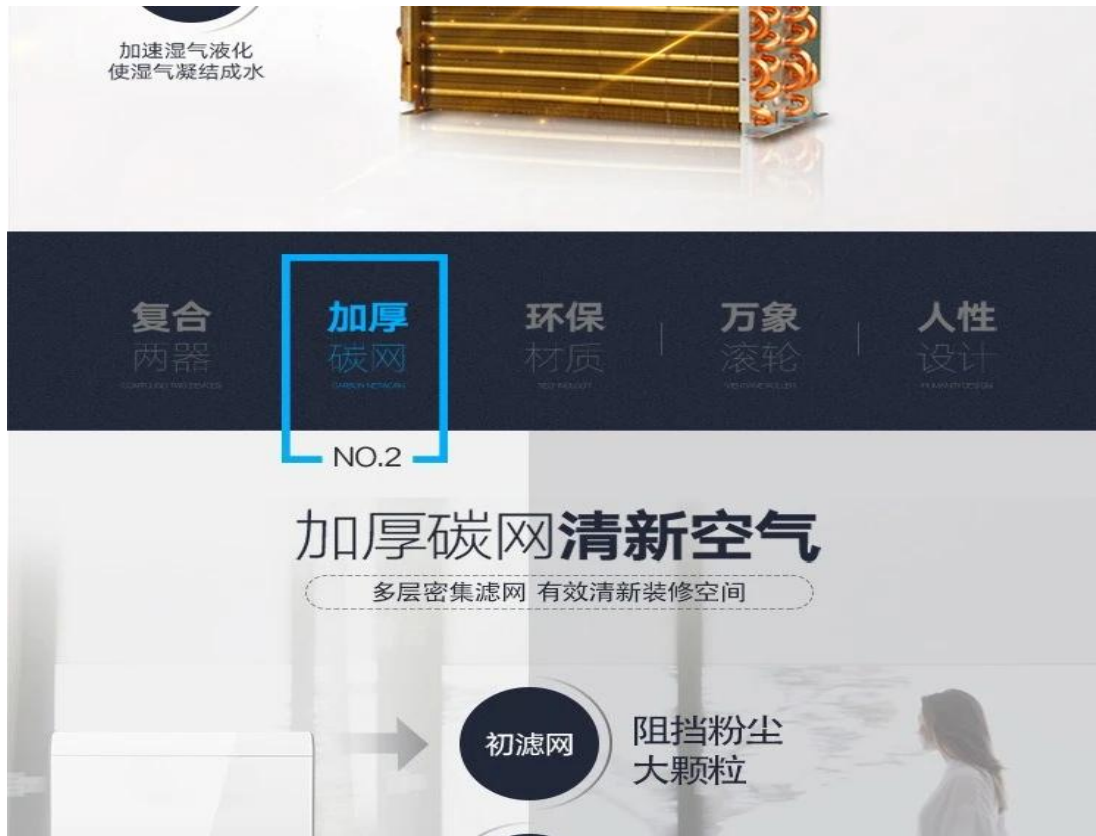 加速湿气液化
使湿气凝结成水
复合
两器
加厚
碳网
环保
材质
万象
滚轮
人性
设计
NO.2
加厚碳网清新空气
多层密集滤网 有效清新装修空间
初滤网
阻挡粉尘
大颗粒